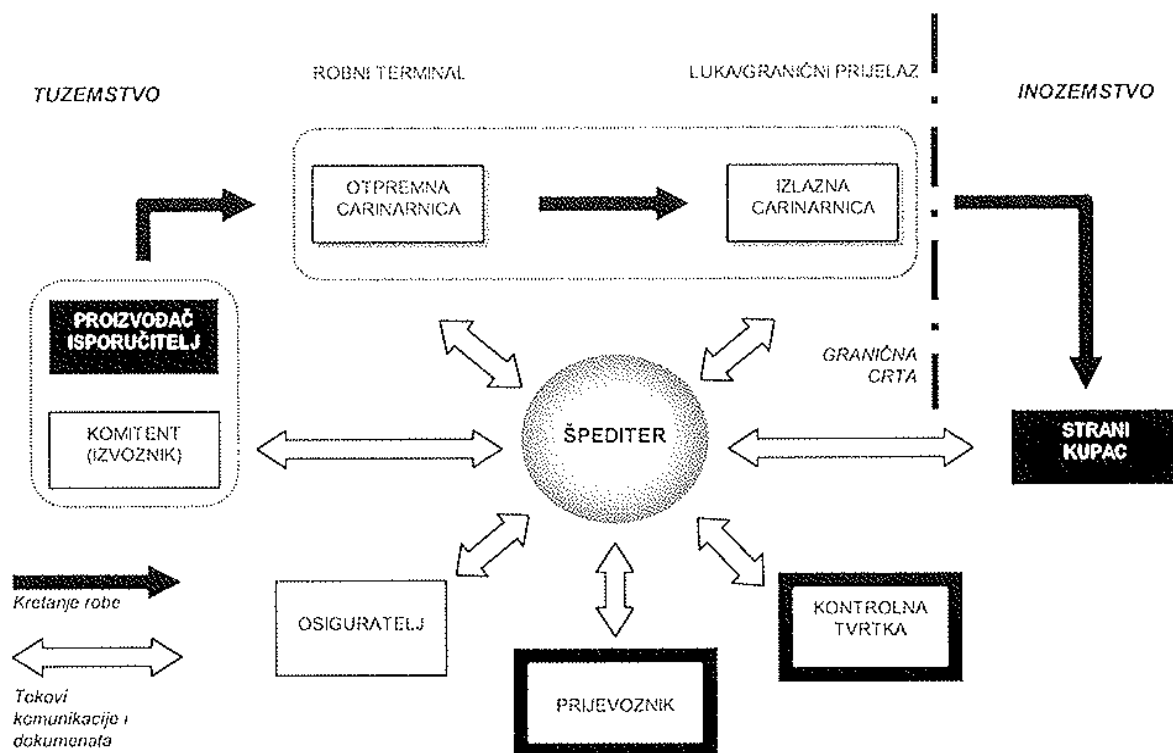 ROBNI TERMINAL
LUKA/GRANIČNI PRIJELAZ
TUZEMSTVO
INOZEMSTVO
OTPREMNA
CARINARNICA
IZLAZNA
CARINARNICA
PROIZVOĐAČ
ISPORUČITELJ
GRANIČNA
CRTA
KOMITENT
(IZVOZNIK)
ŠPEDITER
STRANI
KUPAC
Kretanje robe
OSIGURATELJ
KONTROLNA
TVRTKA
PRIJEVOZNIK
Tokovi
komunikacije i
dokumenata